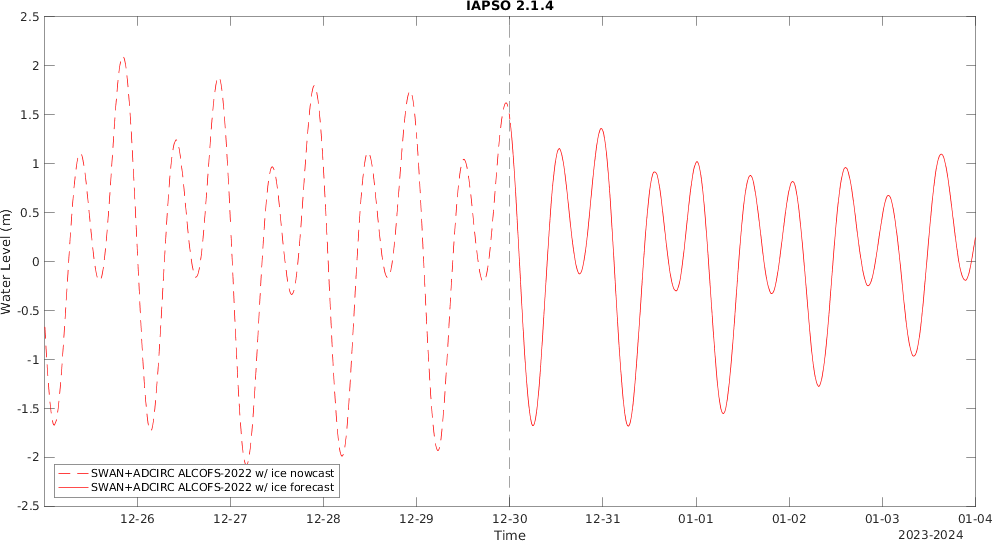 IAPSO 2.1.4
2.5
2
1.5
1
0.5
0
-0.5
-1
-1.5
-2
-2.5
Water Level (m)
SWAN+ADCIRC ALCOFS-2022 w/ ice nowcast
SWAN+ADCIRC ALCOFS-2022 w/ ice forecast
12-26 12-27 12-28 12-29 12-30 12-31 01-01 01-02 01-03 01-04
Time
2023-2024